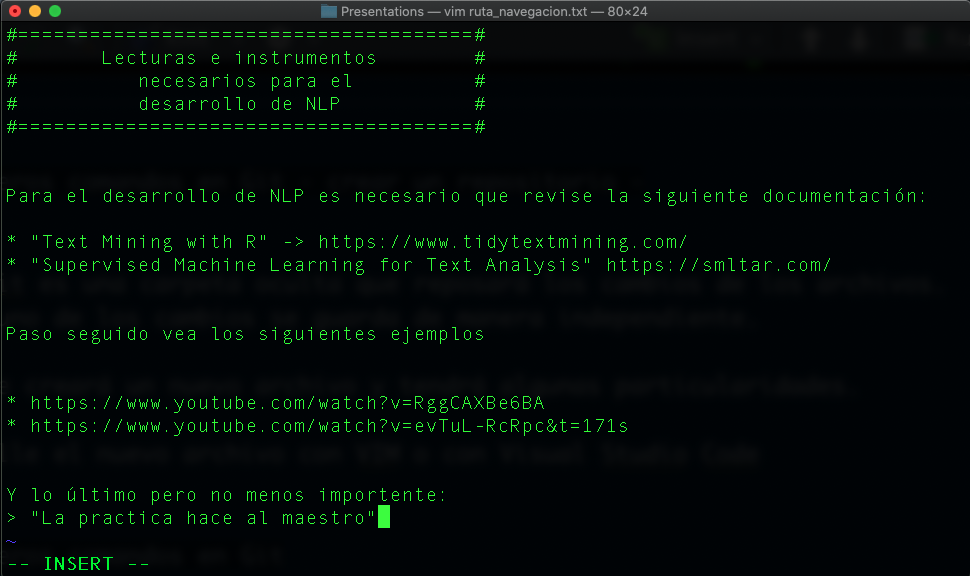 Presentations — vim ruta_navegacion.txt — 80×24
#======================================#
# Lecturas e instrumentos #
# necesarios para el #
# desarrollo de NLP #
#======================================#
Para el desarrollo de NLP es necesario que revise la siguiente documentación:
* "Text Mining with R" -> https://www.tidytextmining.com/
* "Supervised Machine Learning for Text Analysis" https://smltar.com/
Paso seguido vea los siguientes ejemplos
* https://www.youtube.com/watch?v=RggCAXBe6BA
* https://www.youtube.com/watch?v=evTuL-RcRpc&t=171s
Y lo último pero no menos importente:
> "La practica hace al maestro"
~
-- INSERT --